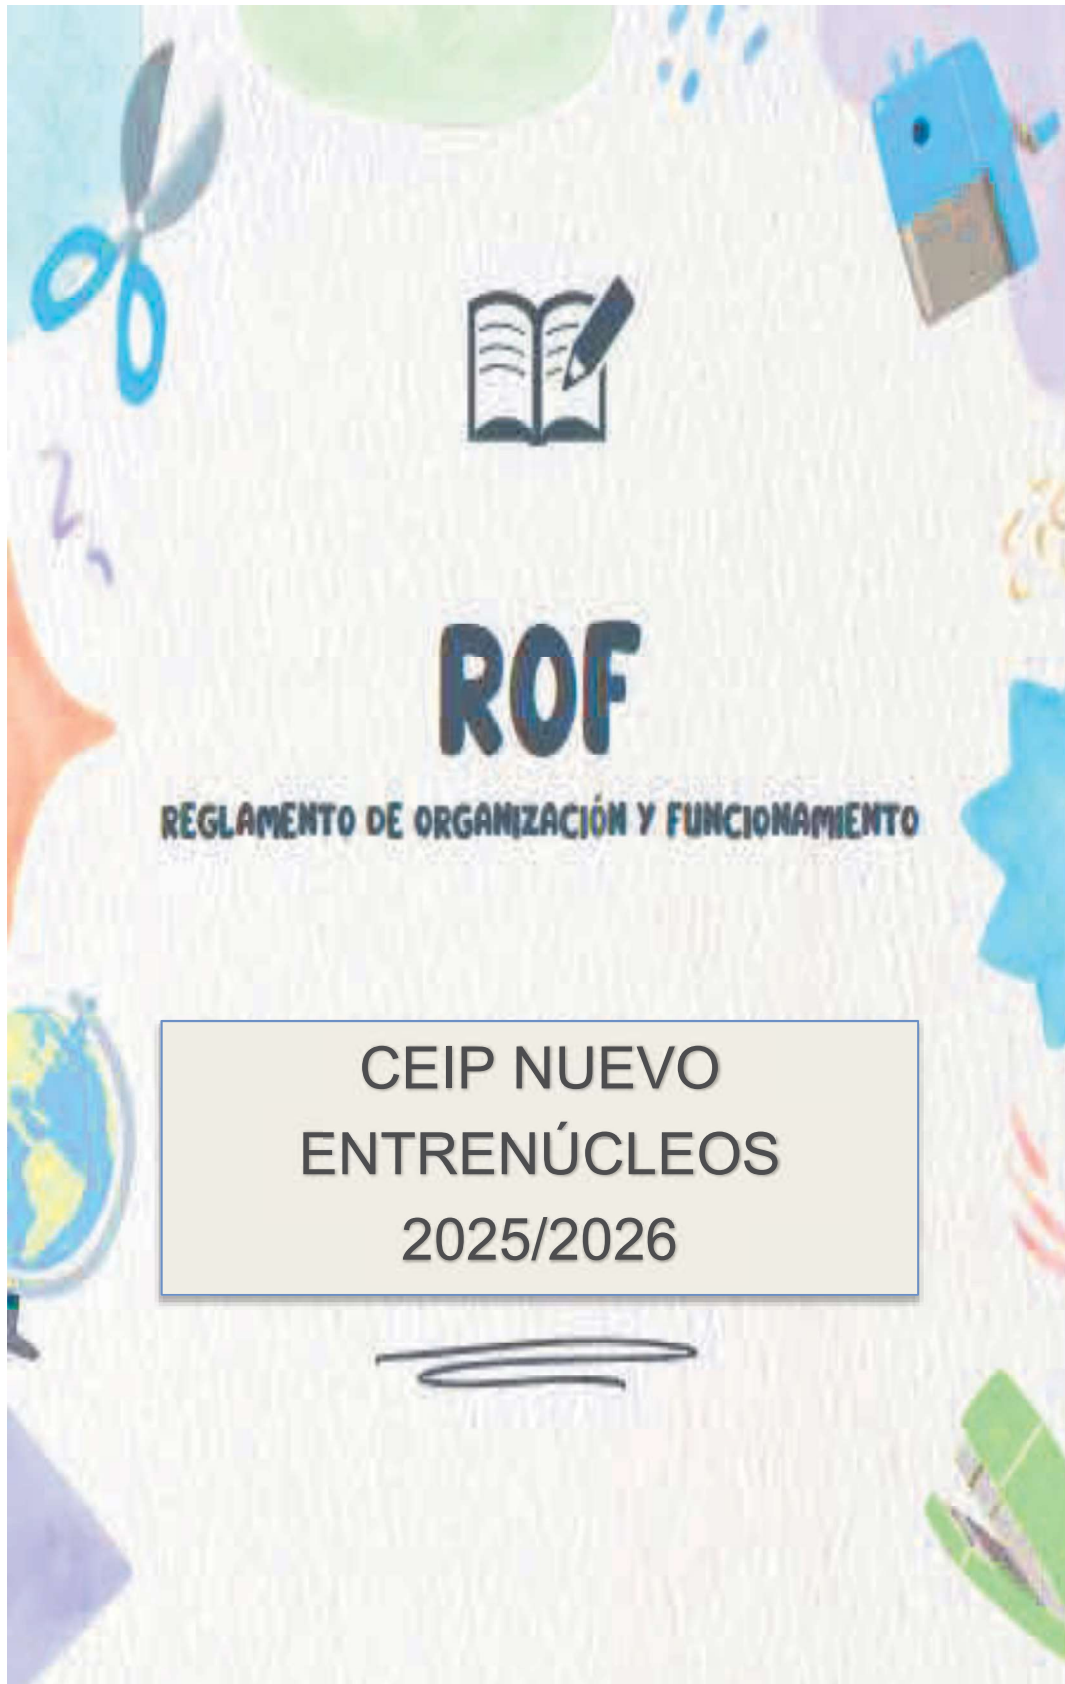 ROF
REGLAMENTO DE ORGANIZACIÓN Y FUNCIONAMIENTO
CEIP NUEVO
ENTRENÚCLEOS
2025/2026